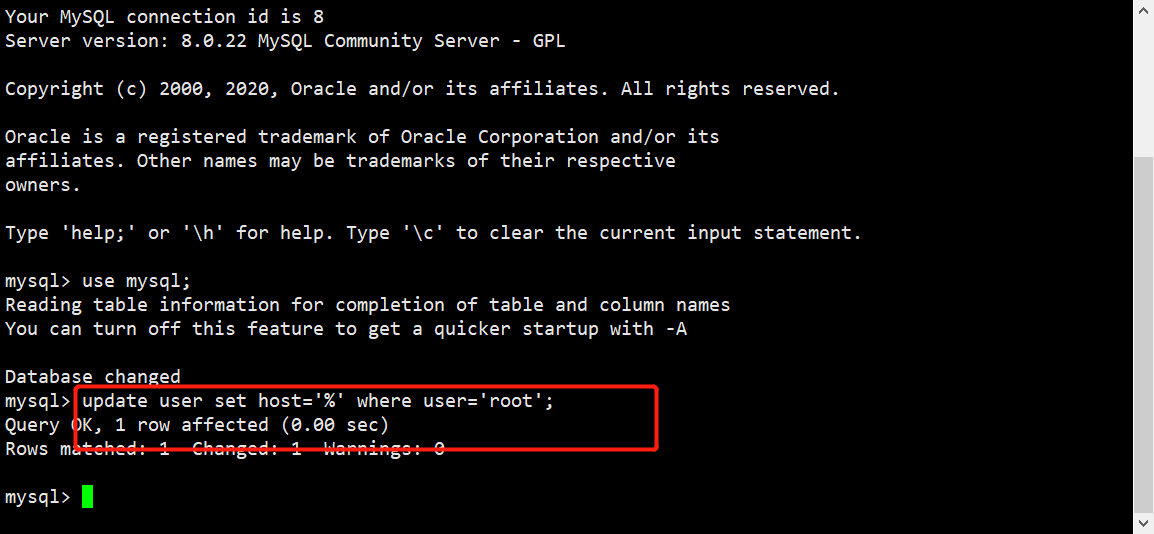 Your MySQL connection id is 8
Server version: 8.0.22 MySQL Community Server - GPL
Copyright (c) 2000, 2020, Oracle and/or its affiliates. All rights reserved.
Oracle is a registered trademark of Oracle Corporation and/or its
affiliates. Other names may be trademarks of their respective
owners.
Type 'help;' or '\h' for help. Type '\c' to clear the current input statement.
mysql> use mysql;
Reading table information for completion of table and column names
You can turn off this feature to get a quicker startup with -A
Database changed
mysql> update user set host='%' where user='root';
Query OK, 1 row affected (0.00 sec)
Rows matched: 1  Changed: 1  Warnings: 0
mysql>